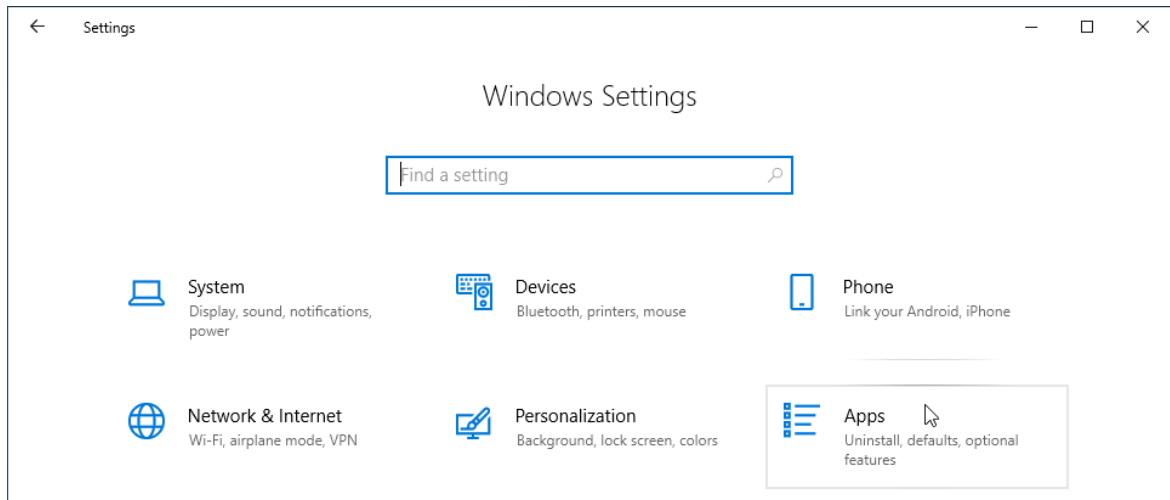 Settings
Windows Settings
Find a setting
System
Display, sound, notifications,
power
Devices
Bluetooth, printers, mouse
Phone
Link your Android, iPhone
Network & Internet
Wi-Fi, airplane mode, VPN
Personalization
Background, lock screen, colors
Apps
Uninstall, defaults, optional
features